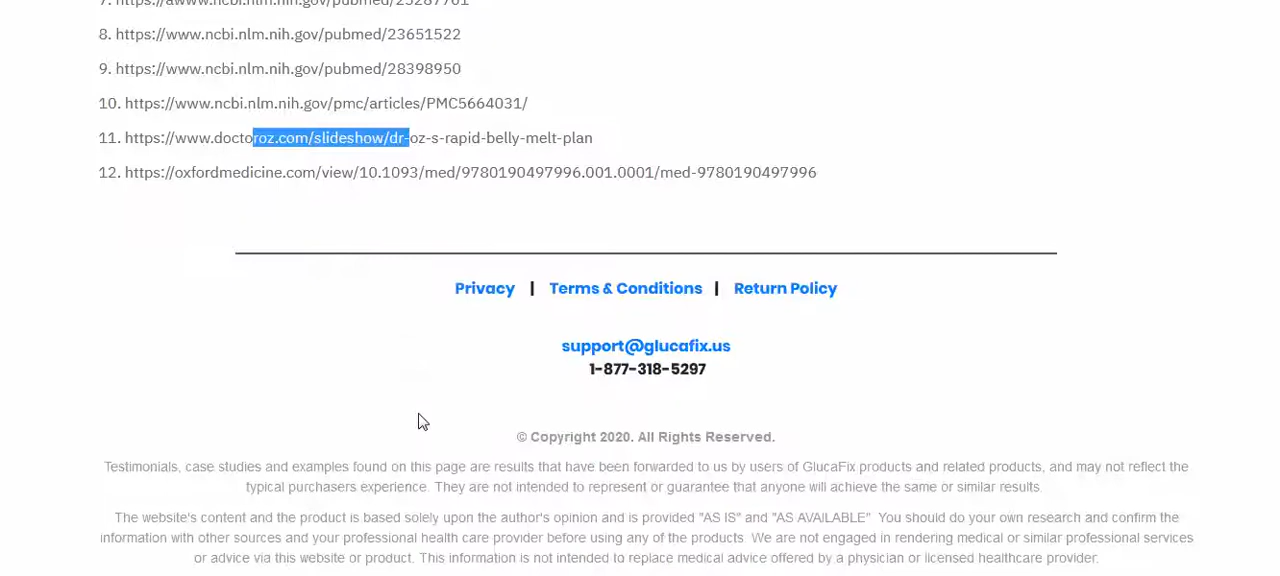 7. https://awww.ncbi.nlm.nih.gov/pubmed/25287761
8. https://www.ncbi.nlm.nih.gov/pubmed/23651522
9. https://www.ncbi.nlm.nih.gov/pubmed/28398950
10. https://www.ncbi.nlm.nih.gov/pmc/articles/PMC5664031/
11. https://www.doctoroz.com/slideshow/dr-oz-s-rapid-belly-melt-plan
12. https://oxfordmedicine.com/view/10.1093/med/9780190497996.001.0001/med-9780190497996
Privacy | Terms & Conditions | Return Policy
support@glucafix.us
1-877-318-5297
© Copyright 2020. All Rights Reserved.
Testimonials, case studies and examples found on this page are results that have been forwarded to us by users of GlucaFix products and related products, and may not reflect the
typical purchasers experience. They are not intended to represent or guarantee that anyone will achieve the same or similar results.
The website's content and the product is based solely upon the author's opinion and is provided "AS IS" and "AS AVAILABLE". You should do your own research and confirm the
information with other sources and your professional health care provider before using any of the products. We are not engaged in rendering medical or similar professional services
or advice via this website or product. This information is not intended to replace medical advice offered by a physician or licensed healthcare provider.